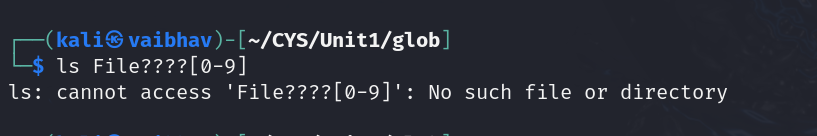 ┌──(kali㉿vaibhav)-[~/CYS/Unit1/glob]
└─$ ls File????[0-9]
ls: cannot access 'File????[0-9]': No such file or directory